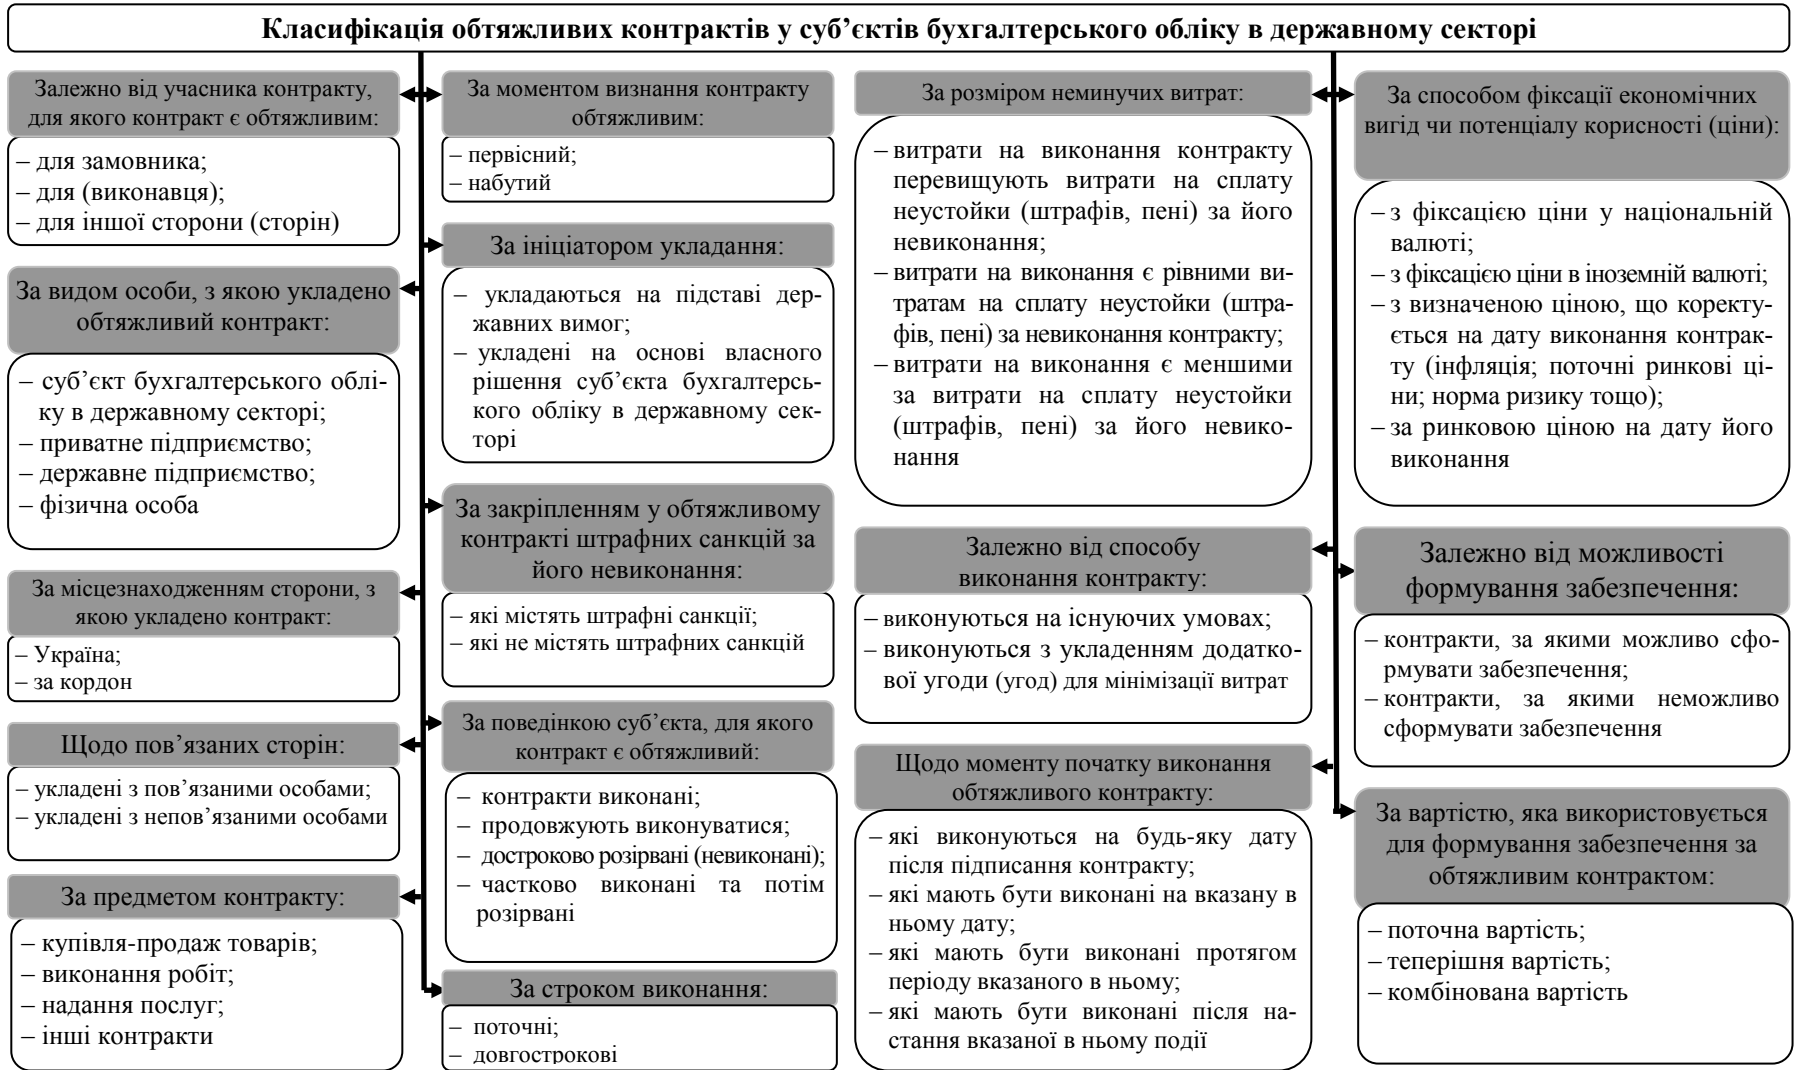 Класифікація обтяжливих контрактів у суб’єктів бухгалтерського обліку в державному секторі
Залежно від учасника контракту,
для якого контракт є обтяжливим:
– для замовника;
– для (виконавця);
– для іншої сторони (сторін)
За видом особи, з якою укладено
обтяжливий контракт:
– суб’єкт бухгалтерського облі-
ку в державному секторі;
– приватне підприємство;
– державне підприємство;
– фізична особа
За місцезнаходженням сторони, з
якою укладено контракт:
– Україна;
– за кордон
Щодо пов’язаних сторін:
– укладені з пов’язаними особами;
– укладені з непов’язаними особами
За предметом контракту:
– купівля-продаж товарів;
– виконання робіт;
– надання послуг;
– інші контракти
За моментом визнання контракту
обтяжливим:
– первісний;
– набутий
За ініціатором укладання:
– укладаються на підставі дер-
жавних вимог;
– укладені на основі власного
рішення суб’єкта бухгалтерсь-
кого обліку в державному сек-
торі
За закріпленням у обтяжливому
контракті штрафних санкцій за
його невиконання:
– які містять штрафні санкції;
– які не містять штрафних санкцій
За поведінкою суб’єкта, для якого
контракт є обтяжливий:
– контракти виконані;
– продовжують виконуватися;
– достроково розірвані (невиконані);
– частково виконані та потім
розірвані
За строком виконання:
– поточні;
– довгострокові
За розміром неминучих витрат:
– витрати на виконання контракту
перевищують витрати на сплату
неустойки (штрафів, пені) за його
невиконання;
– витрати на виконання є рівними ви-
тратам на сплату неустойки (штра-
фів, пені) за невиконання контракту;
– витрати на виконання є меншими
за витрати на сплату неустойки
(штрафів, пені) за його невико-
нання
Залежно від способу
виконання контракту:
– виконуються на існуючих умовах;
– виконуються з укладенням додатко-
вої угоди (угод) для мінімізації витрат
Щодо моменту початку виконання
обтяжливого контракту:
– які виконуються на будь-яку дату
після підписання контракту;
– які мають бути виконані на вказану в
ньому дату;
– які мають бути виконані протягом
періоду вказаного в ньому;
– які мають бути виконані після на-
стання вказаної в ньому події
За способом фіксації економічних
вигід чи потенціалу корисності (ціни):
– з фіксацією ціни у національній
валюті;
– з фіксацією ціни в іноземній валюті;
– з визначеною ціною, що коректу-
ється на дату виконання контрак-
ту (інфляція; поточні ринкові ці-
ни; норма ризику тощо);
– за ринковою ціною на дату його
виконання
Залежно від можливості
формування забезпечення:
– контракти, за якими можливо сфо-
рмувати забезпечення;
– контракти, за якими неможливо
сформувати забезпечення
За вартістю, яка використовується
для формування забезпечення за
обтяжливим контрактом:
– поточна вартість;
– теперішня вартість;
– комбінована вартість